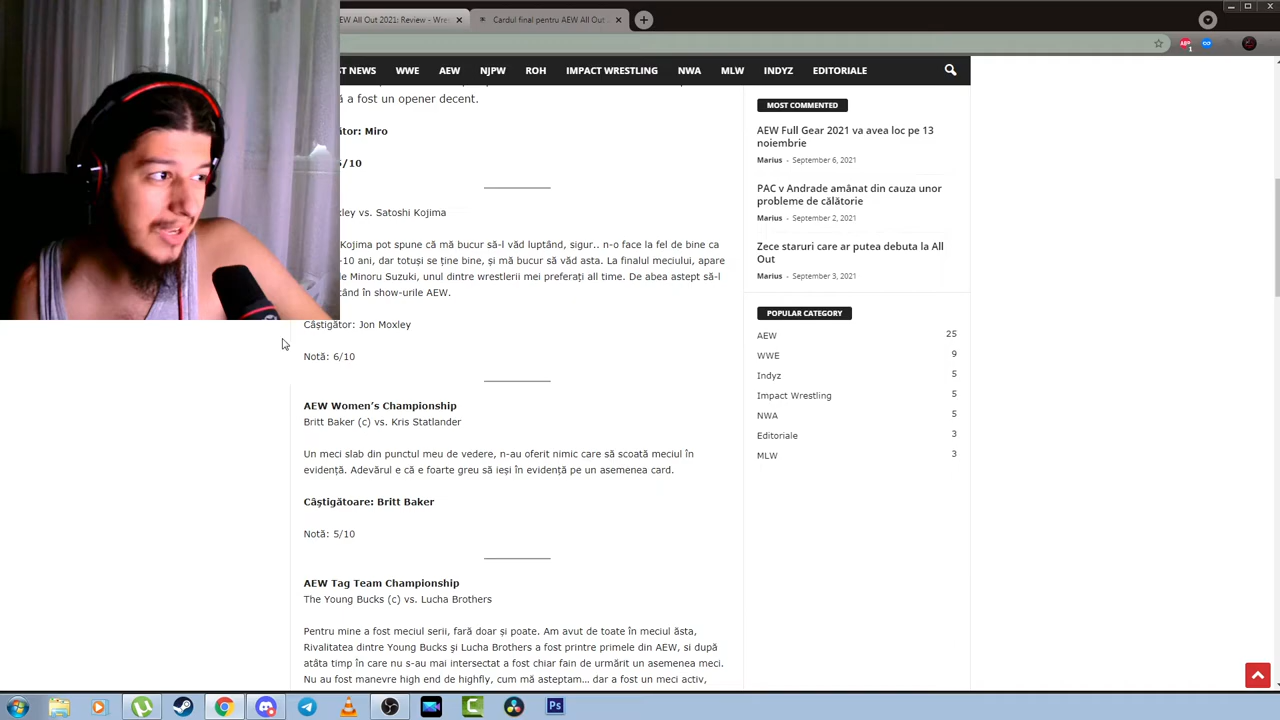 EW All Out 2021: Review - Wre
Cardul final pentru AEW All Out
ST NEWS WWE AEW NJPW ROH IMPACT WRESTLING NWA MLW INDYZ EDITORIALE
ă a fost un opener decent.
ător: Miro
5/10
xley vs. Satoshi Kojima
Kojima pot spune că mă bucur să-l văd luptând, sigur.. n-o face la fel de bine ca
-10 ani, dar totuși se ține bine, și mă bucur să văd asta. La finalul meciului, apare
le Minoru Suzuki, unul dintre wrestlerii mei preferați all time. De abea astept să-l
când în show-urile AEW.
Câștigător: Jon Moxley
Notă: 6/10
AEW Women's Championship
Britt Baker (c) vs. Kris Statlander
Un meci slab din punctul meu de vedere, n-au oferit nimic care să scoată meciul în
evidență. Adevărul e că e foarte greu să ieși în evidență pe un asemenea card.
Câștigătoare: Britt Baker
Notă: 5/10
AEW Tag Team Championship
The Young Bucks (c) vs. Lucha Brothers
Pentru mine a fost meciul serii, fară doar și poate. Am avut de toate în meciul ăsta,
Rivalitatea dintre Young Bucks și Lucha Brothers a fost printre primele din AEW, si după
atâta timp în care nu s-au mai intersectat a fost chiar fain de urmărit un asemenea meci.
Nu au fost manevre high end de highfly, cum mă asteptam... dar a fost un meci activ,
MOST COMMENTED
AEW Full Gear 2021 va avea loc pe 13
noiembrie
Marius - September 6, 2021
PAC v Andrade amânat din cauza unor
probleme de călătorie
Marius - September 2, 2021
Zece staruri care ar putea debuta la All
Out
Marius - September 3, 2021
POPULAR CATEGORY
AEW 25
WWE 9
Indyz 5
Impact Wrestling 5
NWA 5
Editoriale 3
MLW 3